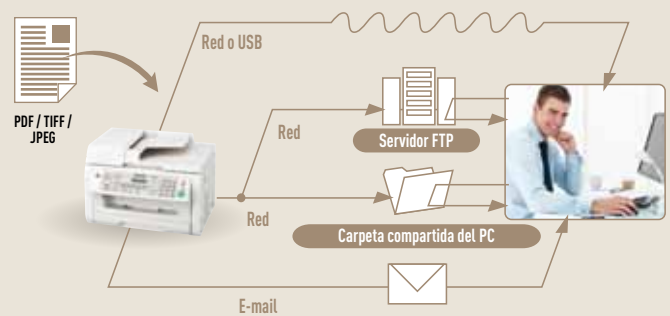 Red o USB
PDF / TIFF /
JPEG
Red
Servidor FTP
Red
Carpeta compartida del PC
E-mail